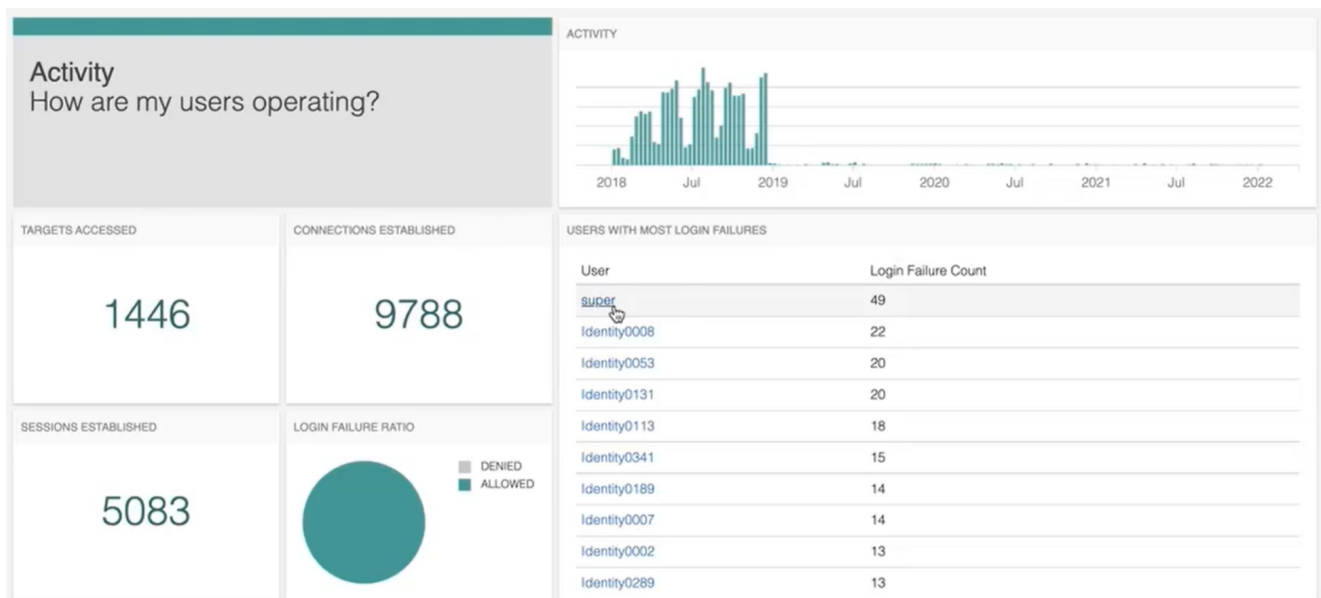 Activity
How are my users operating?
ACTIVITY
2018 Jul 2019 Jul 2020 Jul 2021 Jul 2022
TARGETS ACCESSED
1446
CONNECTIONS ESTABLISHED
9788
SESSIONS ESTABLISHED
5083
LOGIN FAILURE RATIO
DENIED
ALLOWED
USERS WITH MOST LOGIN FAILURES
User Login Failure Count
super 49
Identity0008 22
Identity0053 20
Identity0131 20
Identity0113 18
Identity0341 15
Identity0189 14
Identity0007 14
Identity0002 13
Identity0289 13